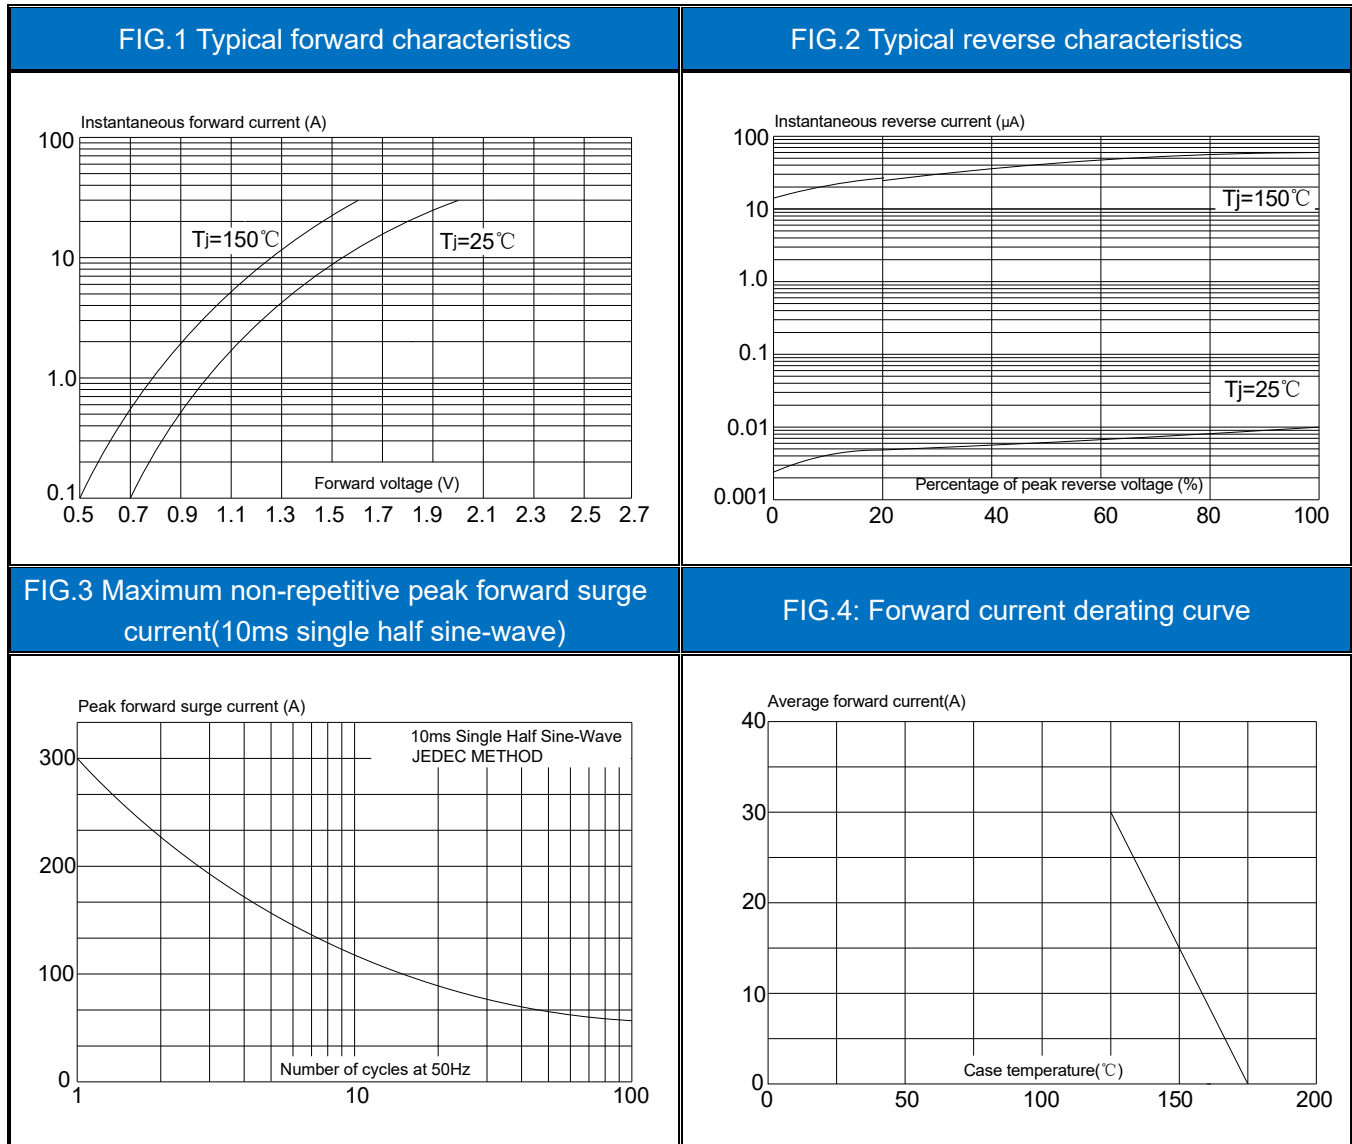 FIG.1 Typical forward characteristics
FIG.2 Typical reverse characteristics
Instantaneous forward current (A)
100
10
1.0
0.1
Tj=150℃
Tj=25℃
Forward voltage (V)
0.5 0.7 0.9 1.1 1.3 1.5 1.7 1.9 2.1 2.3 2.5 2.7
Instantaneous reverse current (μA)
100
10
1.0
0.1
0.01
0.001
Tj=150℃
Tj=25℃
Percentage of peak reverse voltage (%)
0 20 40 60 80 100
FIG.3 Maximum non-repetitive peak forward surge
current(10ms single half sine-wave)
FIG.4: Forward current derating curve
Peak forward surge current (A)
10ms Single Half Sine-Wave
JEDEC METHOD
300
200
100
0
Number of cycles at 50Hz
1 10 100
Average forward current(A)
40
30
20
10
0
Case temperature(℃)
0 50 100 150 200